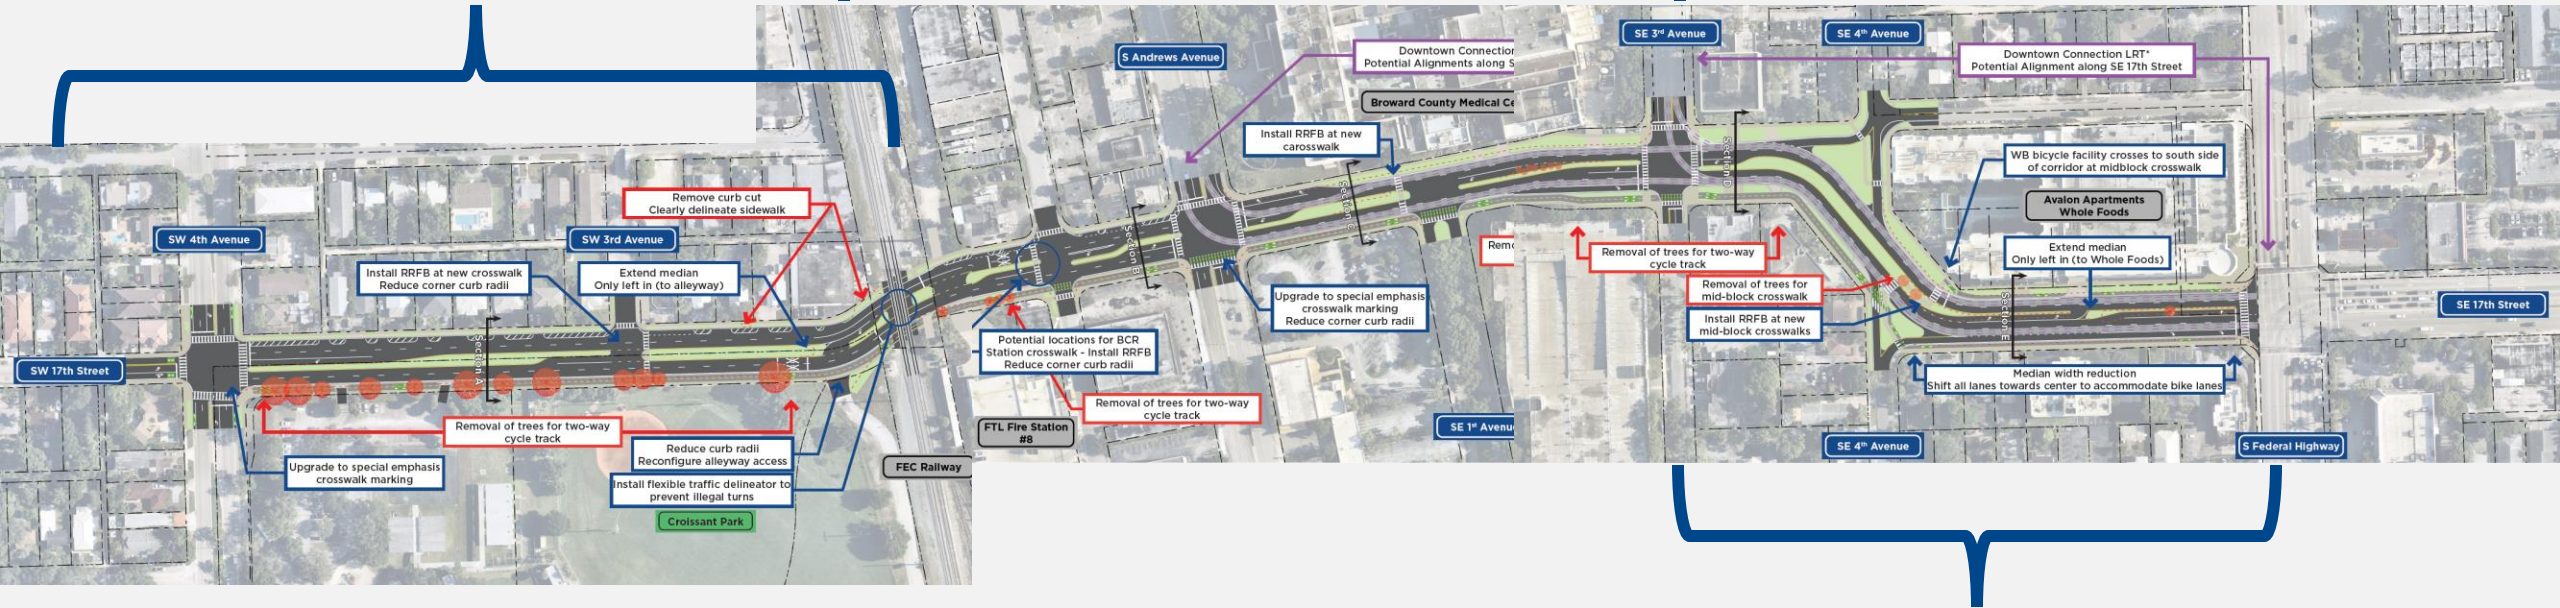 SW 4th Avenue
SW 17th Street
Install RRFB at new crosswalk
Reduce corner curb radii
SW 3rd Avenue
Extend median
Only left in (to alleyway)
Remove curb cut
Clearly delineate sidewalk
Section A
Removal of trees for two-way
cycle track
Upgrade to special emphasis
crosswalk marking
Reduce curb radii
Reconfigure alleyway access
Install flexible traffic delineator to
prevent illegal turns
Croissant Park
FEC Railway
S Andrews Avenue
Downtown Connection
Potential Alignments along S
Broward County Medical Ce
Install RRFB at new
carosswalk
Section B
Section C
Potential locations for BCR
Station crosswalk - Install RRFB
Reduce corner curb radii
Upgrade to special emphasis
crosswalk marking
Reduce corner curb radii
Removal of trees for two-way
cycle track
FTL Fire Station
#8
SE 1st Avenu
Remo
SE 3rd Avenue
SE 4th Avenue
Downtown Connection LRT*
Potential Alignment along SE 17th Street
Section D
WB bicycle facility crosses to south side
of corridor at midblock crosswalk
Avalon Apartments
Whole Foods
Extend median
Only left in (to Whole Foods)
Removal of trees for two-way
cycle track
Removal of trees for
mid-block crosswalk
Install RRFB at new
mid-block crosswalks
Section E
SE 17th Street
Median width reduction
Shift all lanes towards center to accommodate bike lanes
SE 4th Avenue
S Federal Highway